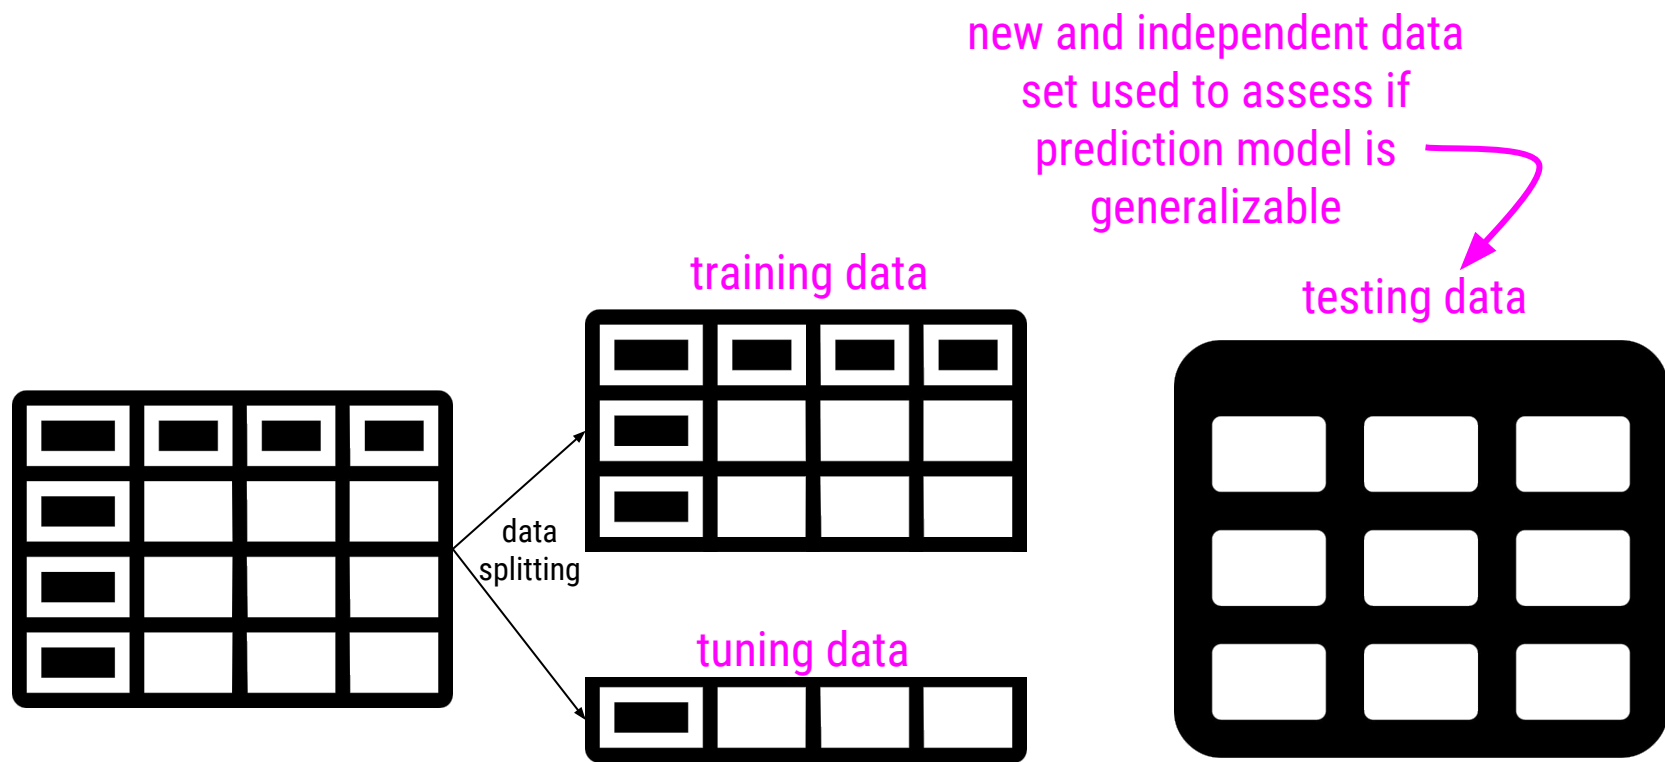 new and independent data
set used to assess if
prediction model is
generalizable
training data
testing data
data
splitting
tuning data